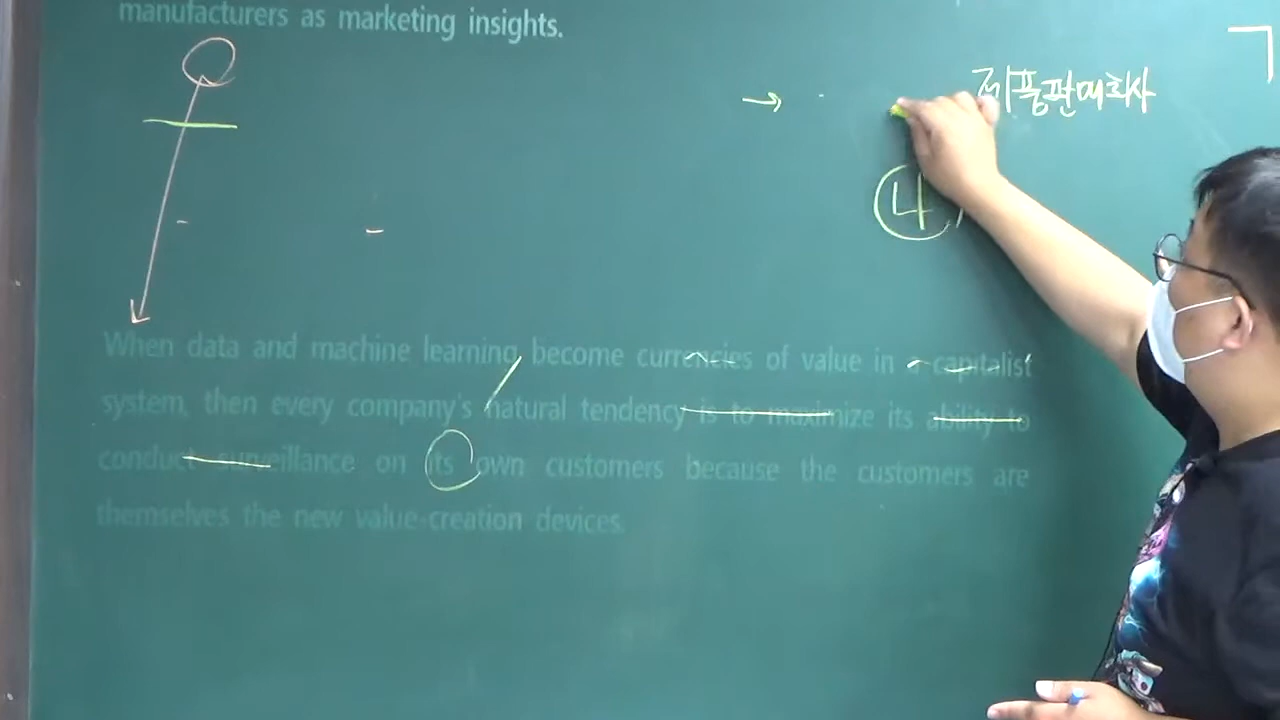 manufacturers as marketing insights.
제품판매회사
4
When data and machine learning become currencies of value in a capitalist
system, then every company's natural tendency is to maximize its ability to
conduct surveillance on its own customers because the customers are
themselves the new value-creation devices.